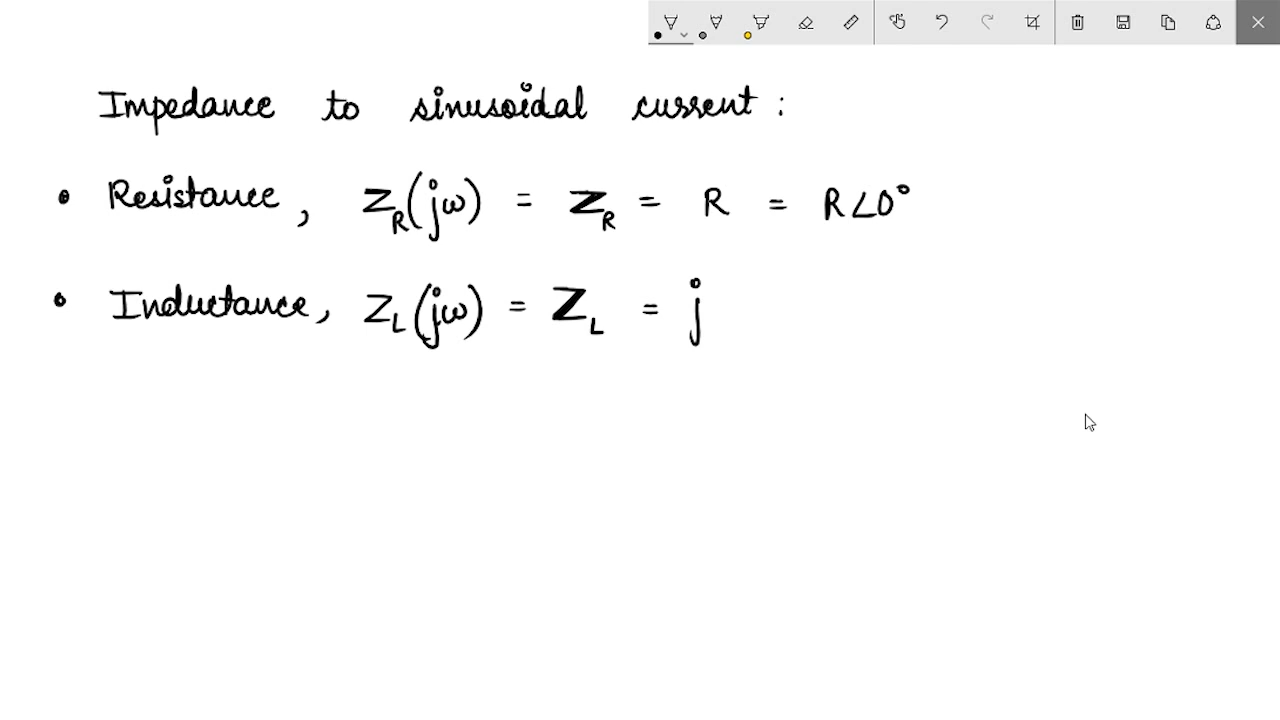 Impedance to sinusoidal current :
• Resistance, Z_R(jω) = Z_R = R = R∠0°
• Inductance, Z_L(jω) = Z_L = j